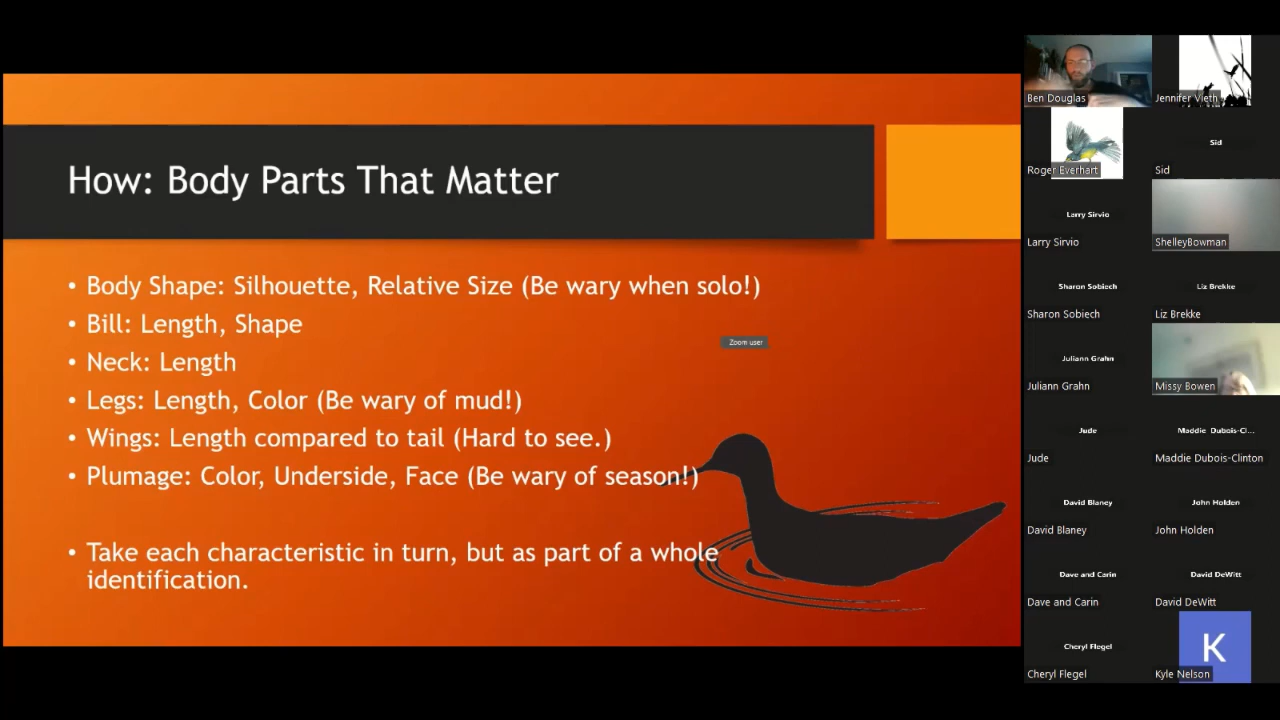 How: Body Parts That Matter
• Body Shape: Silhouette, Relative Size (Be wary when solo!)
• Bill: Length, Shape
• Neck: Length
• Legs: Length, Color (Be wary of mud!)
• Wings: Length compared to tail (Hard to see.)
• Plumage: Color, Underside, Face (Be wary of season!)
• Take each characteristic in turn, but as part of a whole
identification.
Zoom user
Ben Douglas
Jennifer Vieth
Roger Everhart
Sid
Sid
Larry Sirvio
Larry Sirvio
ShelleyBowman
Sharon Sobiech
Sharon Sobiech
Liz Brekke
Liz Brekke
Juliann Grahn
Juliann Grahn
Missy Bowen
Jude
Jude
Maddie Dubois-Cl...
Maddie Dubois-Clinton
David Blaney
David Blaney
John Holden
John Holden
Dave and Carin
Dave and Carin
David DeWitt
David DeWitt
Cheryl Flegel
Cheryl Flegel
K
Kyle Nelson